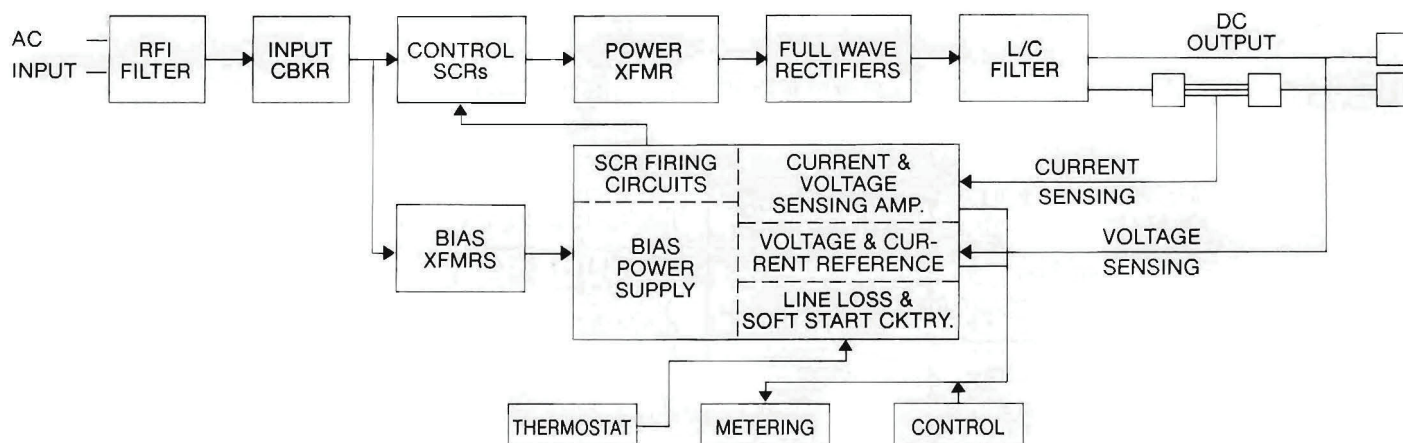 AC
INPUT
RFI
FILTER
INPUT
CBKR
CONTROL
SCRs
POWER
XFMR
FULL WAVE
RECTIFIERS
L/C
FILTER
DC
OUTPUT
SCR FIRING
CIRCUITS
CURRENT &
VOLTAGE
SENSING AMP.
CURRENT
SENSING
BIAS
XFMRS
BIAS
POWER
SUPPLY
VOLTAGE & CUR-
RENT REFERENCE
VOLTAGE
SENSING
LINE LOSS &
SOFT START CKTRY.
THERMOSTAT
METERING
CONTROL